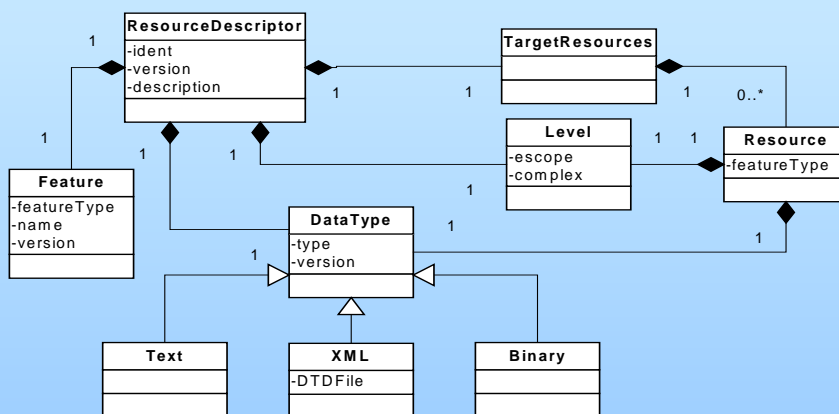 ResourceDescriptor
-ident
-version
-description
1
1
1
1
1
TargetResources
1
1
0..*
Level
-escope
-complex
1
1
1
Resource
-featureType
Feature
-featureType
-name
-version
DataType
-type
-version
1
1
1
Text
XML
-DTDFile
Binary